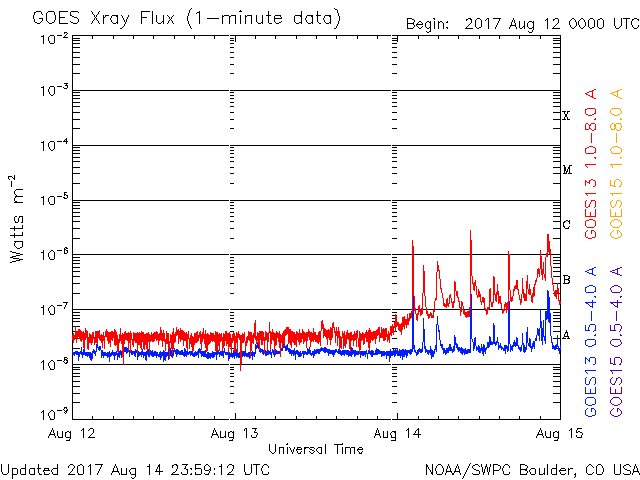 GOES Xray Flux (1-minute data)
Begin: 2017 Aug 12 0000 UTC
10⁻²
10⁻³
10⁻⁴
10⁻⁵
10⁻⁶
10⁻⁷
10⁻⁸
10⁻⁹
Watts m⁻²
X
M
C
B
A
GOES13 1.0-8.0 A
GOES15 1.0-8.0 A
GOES13 0.5-4.0 A
GOES15 0.5-4.0 A
Aug 12 Aug 13 Aug 14 Aug 15
Universal Time
Updated 2017 Aug 14 23:59:12 UTC
NOAA/SWPC Boulder, CO USA